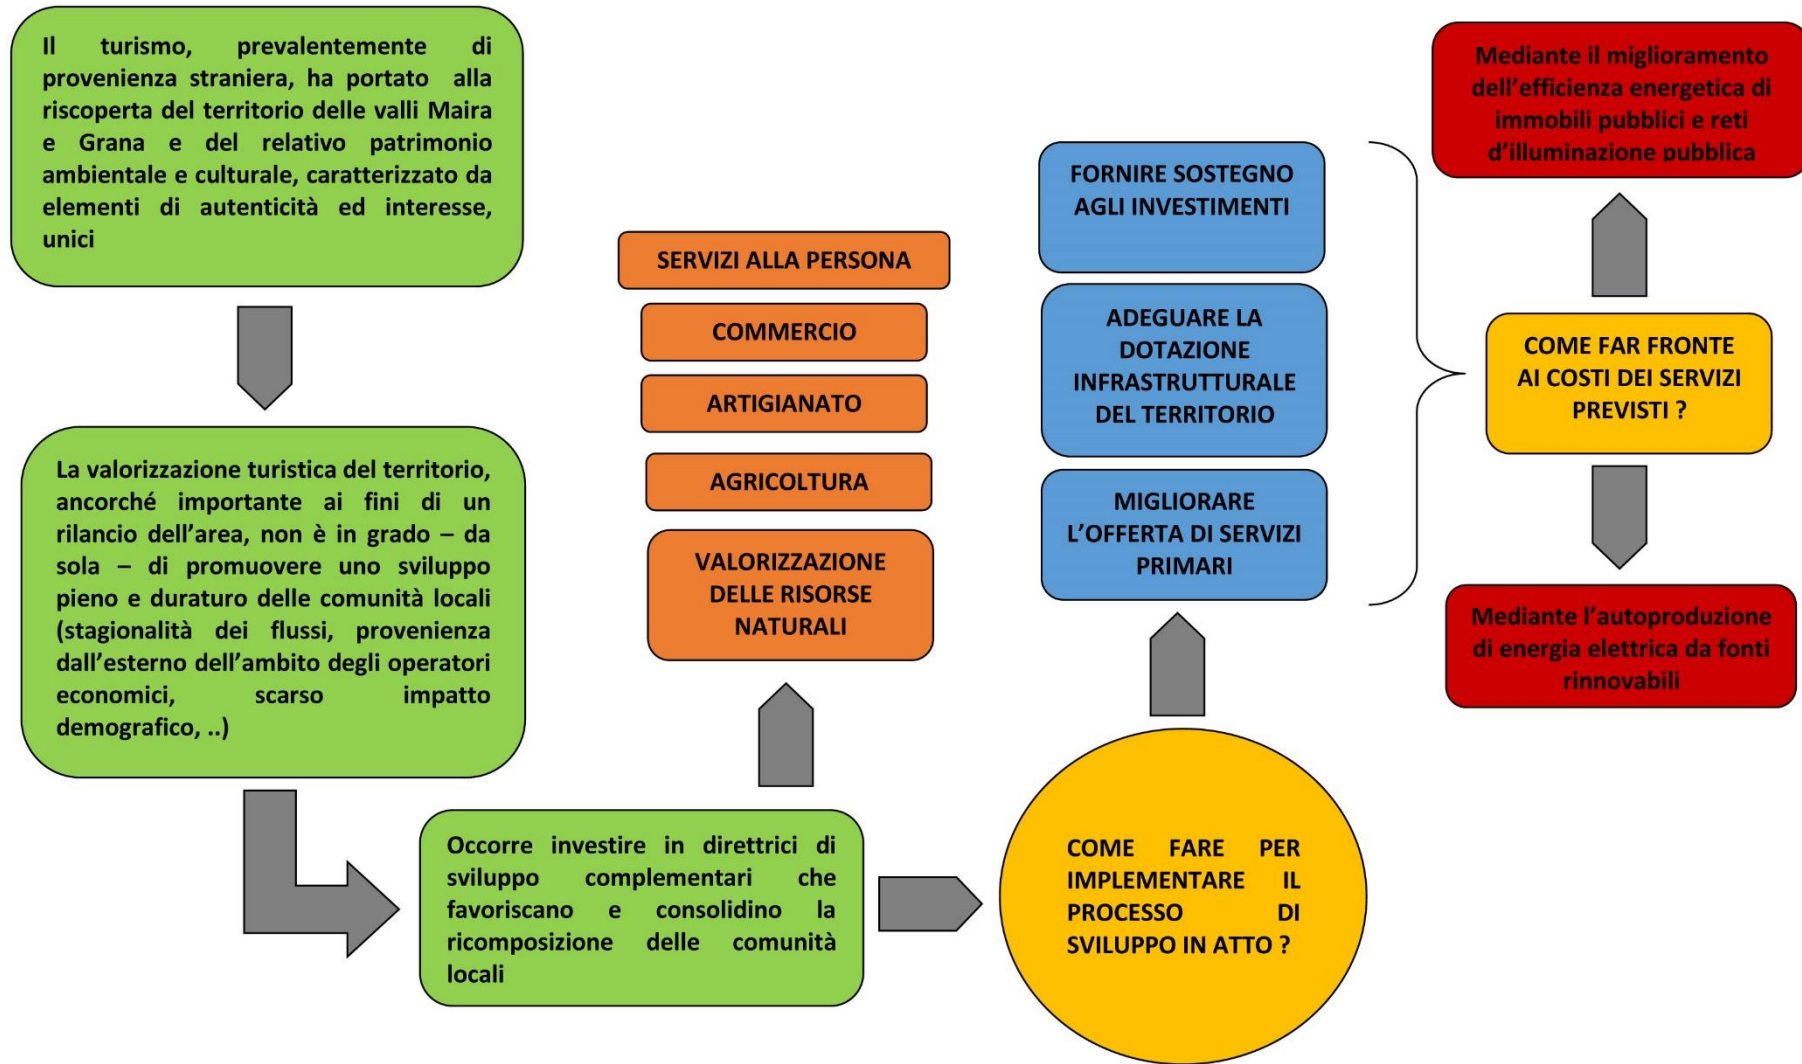 Il turismo, prevalentemente di
provenienza straniera, ha portato alla
riscoperta del territorio delle valli Maira
e Grana e del relativo patrimonio
ambientale e culturale, caratterizzato da
elementi di autenticità ed interesse,
unici
La valorizzazione turistica del territorio,
ancorché importante ai fini di un
rilancio dell’area, non è in grado – da
sola – di promuovere uno sviluppo
pieno e duraturo delle comunità locali
(stagionalità dei flussi, provenienza
dall’esterno dell’ambito degli operatori
economici, scarso impatto
demografico, ..)
Occorre investire in direttrici di
sviluppo complementari che
favoriscano e consolidino la
ricomposizione delle comunità
locali
SERVIZI ALLA PERSONA
COMMERCIO
ARTIGIANATO
AGRICOLTURA
VALORIZZAZIONE
DELLE RISORSE
NATURALI
COME FARE PER
IMPLEMENTARE IL
PROCESSO DI
SVILUPPO IN ATTO ?
FORNIRE SOSTEGNO
AGLI INVESTIMENTI
ADEGUARE LA
DOTAZIONE
INFRASTRUTTURALE
DEL TERRITORIO
MIGLIORARE
L’OFFERTA DI SERVIZI
PRIMARI
COME FAR FRONTE
AI COSTI DEI SERVIZI
PREVISTI ?
Mediante il miglioramento
dell’efficienza energetica di
immobili pubblici e reti
d’illuminazione pubblica
Mediante l’autoproduzione
di energia elettrica da fonti
rinnovabili